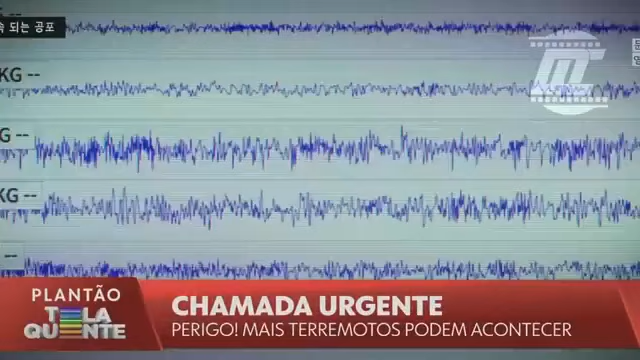 속 되는 공포
KG --
G --
KG --
--
PLANTÃO
TELA
QUENTE
CHAMADA URGENTE
PERIGO! MAIS TERREMOTOS PODEM ACONTECER